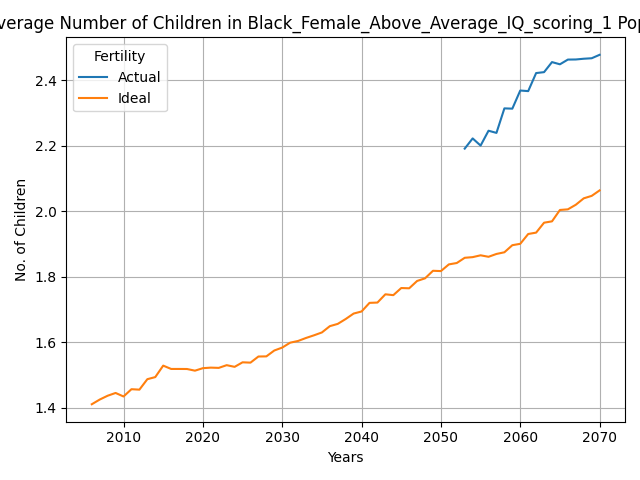 verage Number of Children in Black_Female_Above_Average_IQ_scoring_1 Pop
Fertility
Actual
Ideal
No. of Children
2.4
2.2
2.0
1.8
1.6
1.4
2010 2020 2030 2040 2050 2060 2070
Years